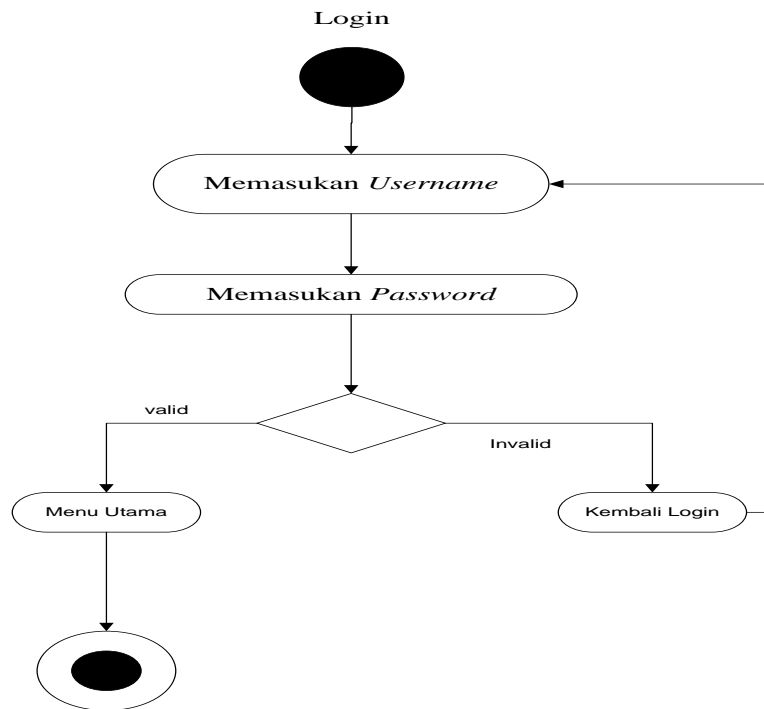 Login
Memasukan Username
Memasukan Password
valid
Invalid
Menu Utama
Kembali Login